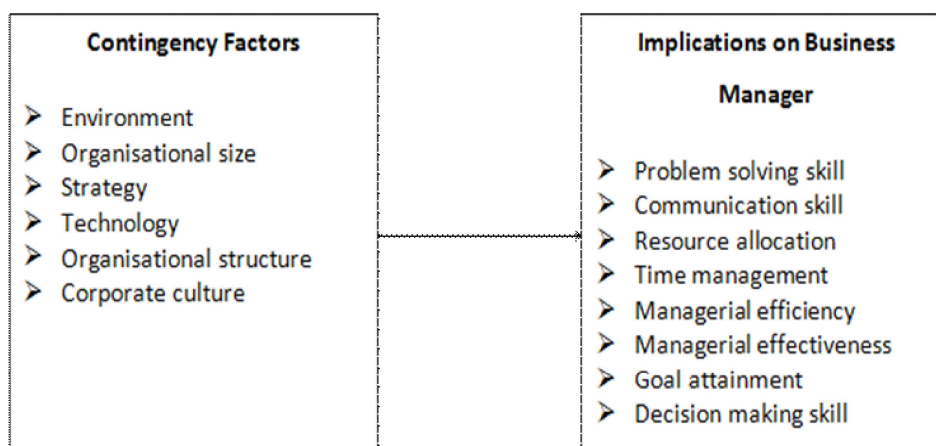 Contingency Factors
➢ Environment
➢ Organisational size
➢ Strategy
➢ Technology
➢ Organisational structure
➢ Corporate culture
Implications on Business
Manager
➢ Problem solving skill
➢ Communication skill
➢ Resource allocation
➢ Time management
➢ Managerial efficiency
➢ Managerial effectiveness
➢ Goal attainment
➢ Decision making skill